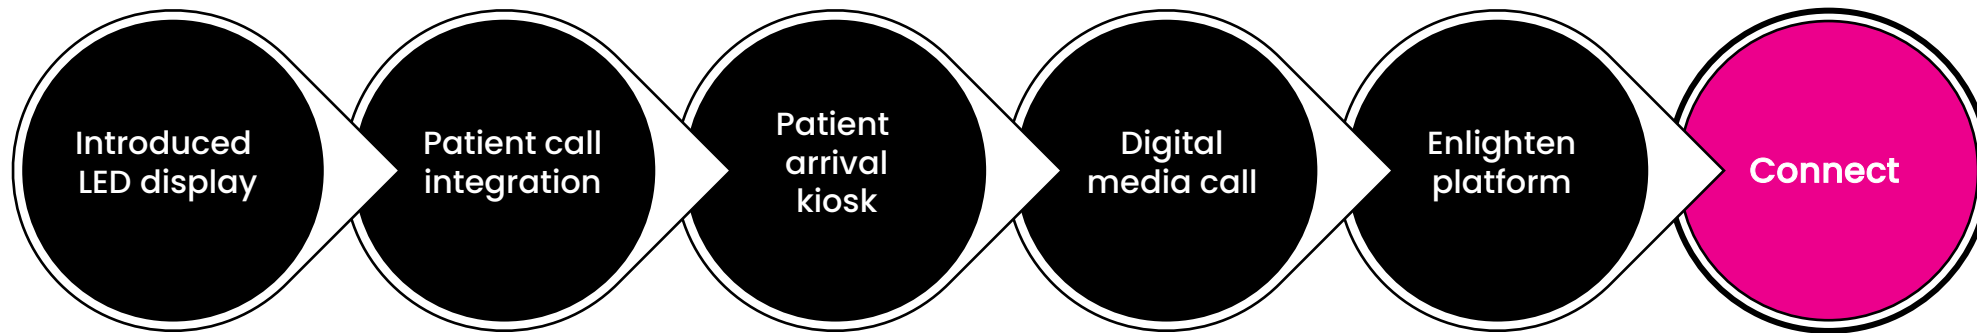 Introduced
LED display
Patient call
integration
Patient
arrival
kiosk
Digital
media call
Enlighten
platform
Connect